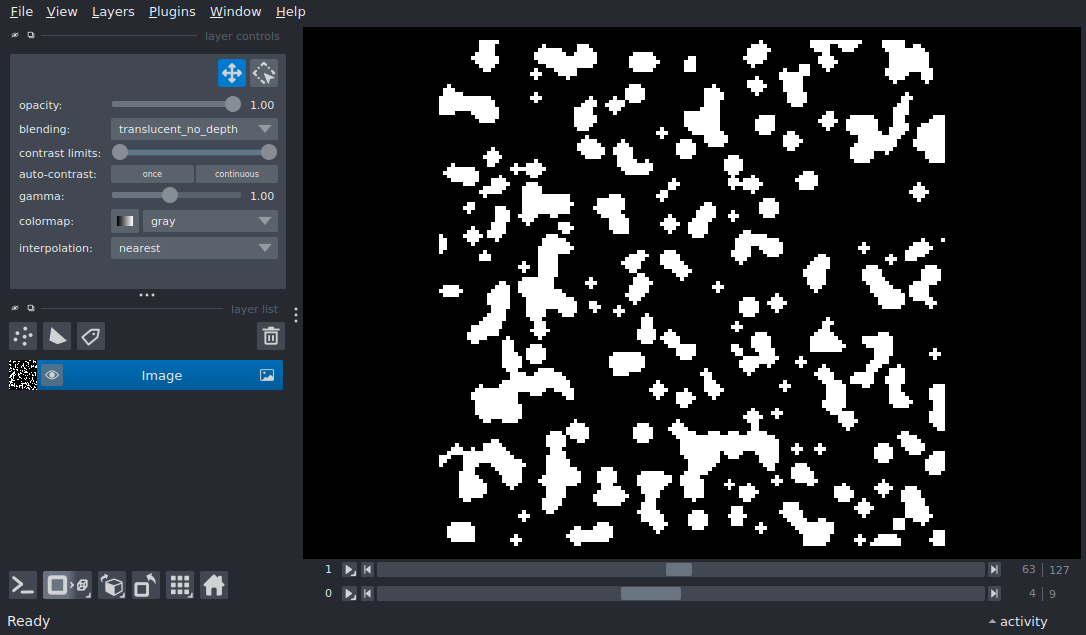 File View Layers Plugins Window Help
layer controls
opacity: 1.00
blending: translucent_no_depth
contrast limits:
auto-contrast: once continuous
gamma: 1.00
colormap: gray
interpolation: nearest
layer list
Image
1 63 127
0 4 9
Ready activity